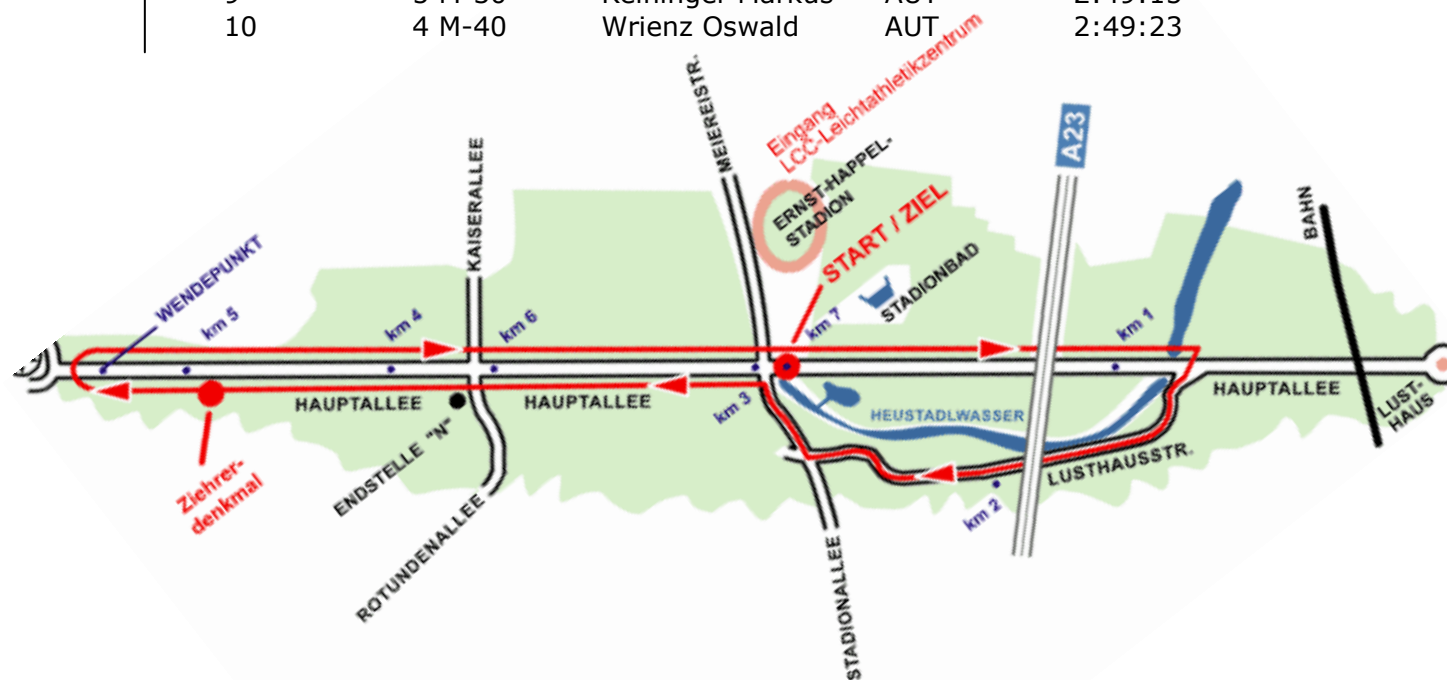 10 4 M-40 Wrienz Oswald AUT 2:49:23
MEIEREISTR.
Eingang
LCC-Leichtathletikzentrum
A23
KAISERALLEE
ERNST-HAPPEL-
STADION
START / ZIEL
STADIONBAD
BAHN
WENDEPUNKT
km 5
km 4
km 6
km 7
km 1
HAUPTALLEE
HAUPTALLEE
HAUPTALLEE
km 3
HEUSTADLWASSER
LUST-
HAUS
LUSTHAUSSTR.
Ziehrer-
denkmal
ENDSTELLE "N"
km 2
ROTUNDENALLEE
STADIONALLEE